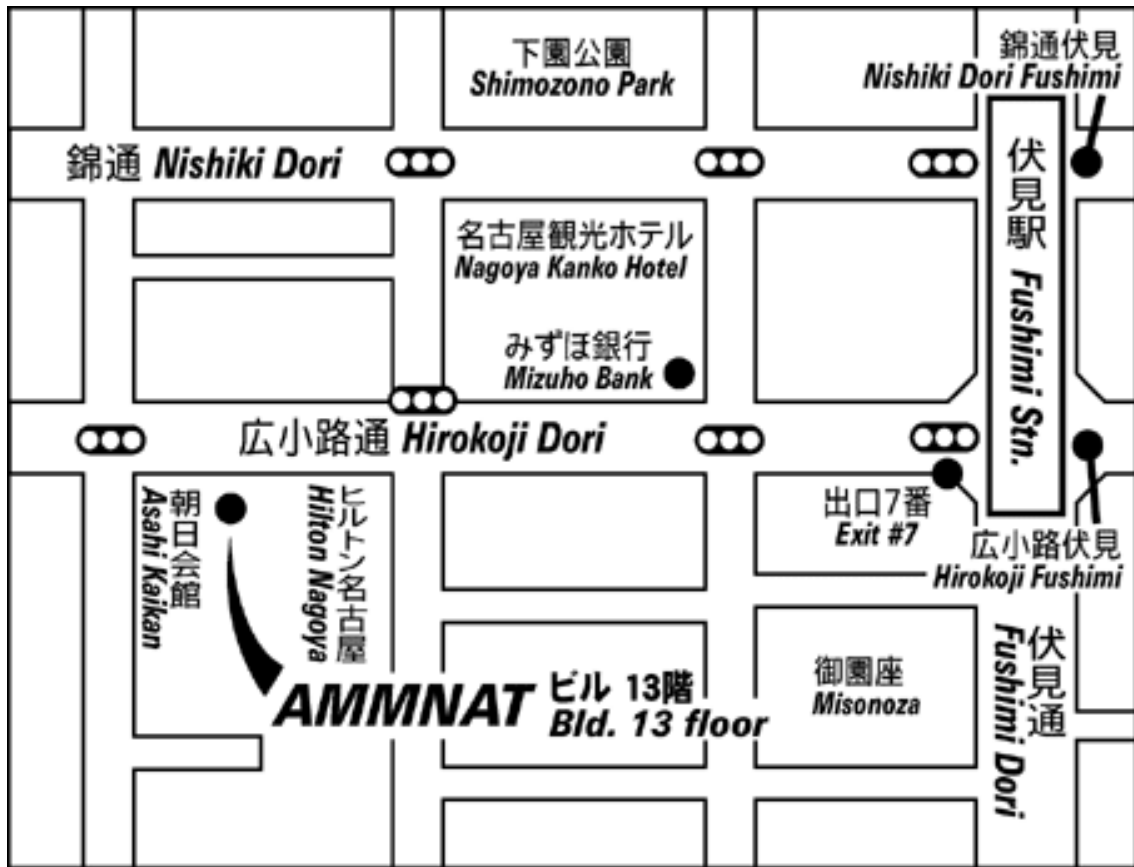 下園公園
Shimozono Park
錦通伏見
Nishiki Dori Fushimi
錦通 Nishiki Dori
伏見駅 Fushimi Stn.
名古屋観光ホテル
Nagoya Kanko Hotel
みずほ銀行
Mizuho Bank
広小路通 Hirokoji Dori
朝日会館
Asahi Kaikan
ヒルトン名古屋
Hilton Nagoya
出口7番
Exit #7
広小路伏見
Hirokoji Fushimi
AMMNAT ビル 13階
Bld. 13 floor
御園座
Misonoza
伏見通
Fushimi Dori